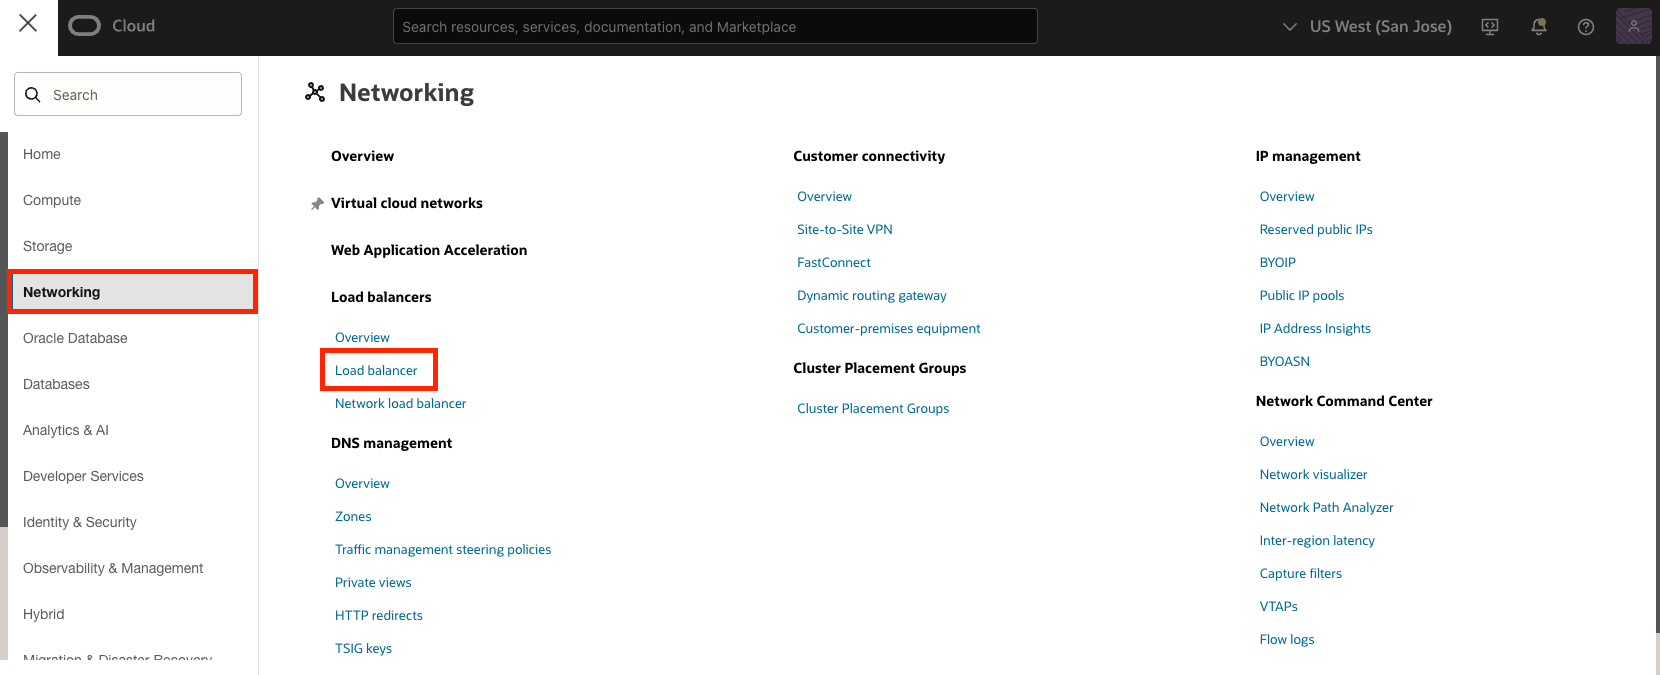 Cloud
Search resources, services, documentation, and Marketplace
US West (San Jose)
Search
Home
Compute
Storage
Networking
Oracle Database
Databases
Analytics & AI
Developer Services
Identity & Security
Observability & Management
Hybrid
Migration & Disaster Recovery
Networking
Overview
Virtual cloud networks
Web Application Acceleration
Load balancers
Overview
Load balancer
Network load balancer
DNS management
Overview
Zones
Traffic management steering policies
Private views
HTTP redirects
TSIG keys
Customer connectivity
Overview
Site-to-Site VPN
FastConnect
Dynamic routing gateway
Customer-premises equipment
Cluster Placement Groups
Cluster Placement Groups
IP management
Overview
Reserved public IPs
BYOIP
Public IP pools
IP Address Insights
BYOASN
Network Command Center
Overview
Network visualizer
Network Path Analyzer
Inter-region latency
Capture filters
VTAPs
Flow logs